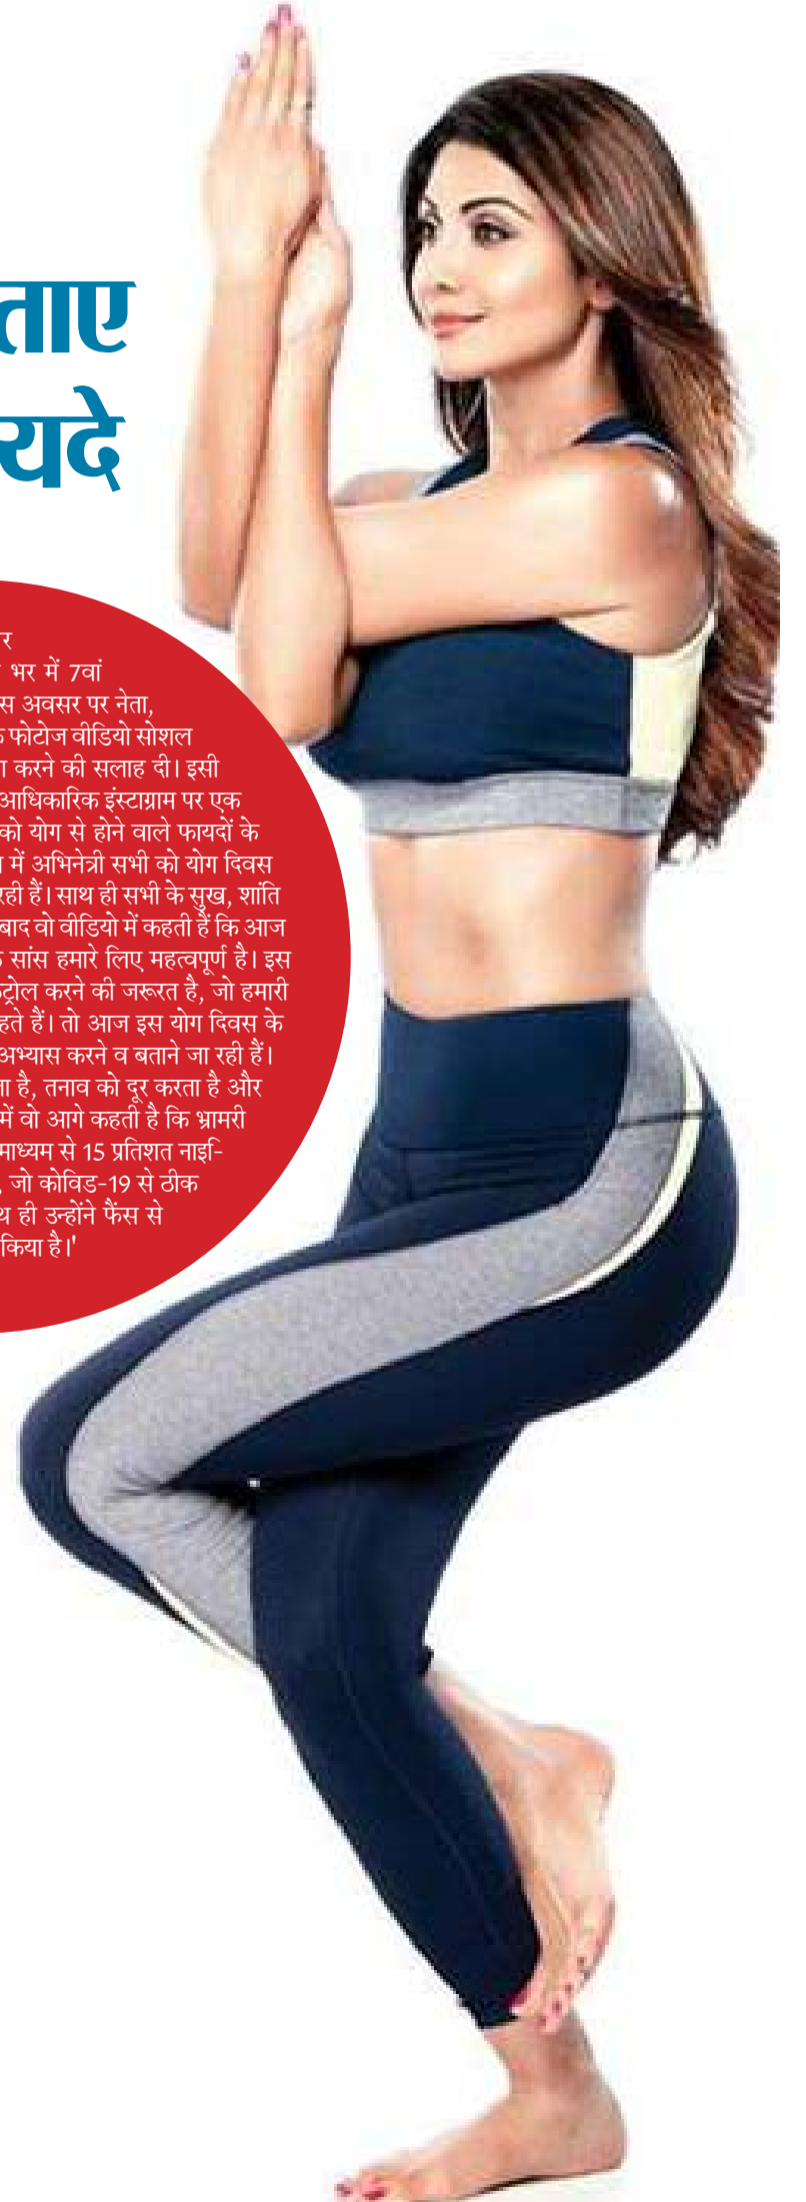 ताए
यदे
र
भर में 7वां
स अवसर पर नेता,
फोटोज वीडियो सोशल
करने की सलाह दी। इसी
आधिकारिक इंस्टाग्राम पर एक
को योग से होने वाले फायदों के
में अभिनेत्री सभी को योग दिवस
रही हैं। साथ ही सभी के सुख, शांति
बाद वो वीडियो में कहती हैं कि आज
सांस हमारे लिए महत्वपूर्ण है। इस
ट्रोल करने की जरूरत है, जो हमारी
हते हैं। तो आज इस योग दिवस के
अभ्यास करने व बताने जा रही हैं।
ता है, तनाव को दूर करता है और
में वो आगे कहती है कि भ्रामरी
माध्यम से 15 प्रतिशत नाइ-
जो कोविड-19 से ठीक
थ ही उन्होंने फैंस से
किया है।'